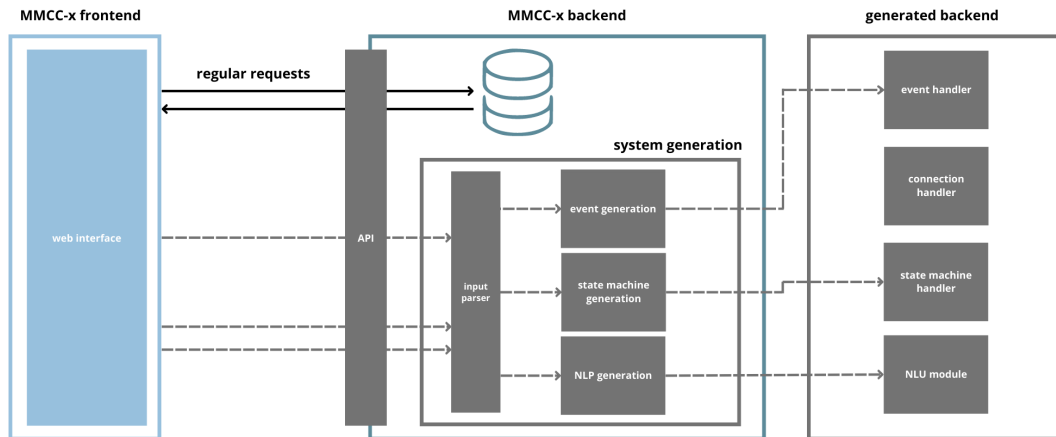 MMCC-x frontend
MMCC-x backend
generated backend
regular requests
event handler
system generation
connection
handler
event generation
web interface
API
input
parser
state machine
generation
state machine
handler
NLP generation
NLU module